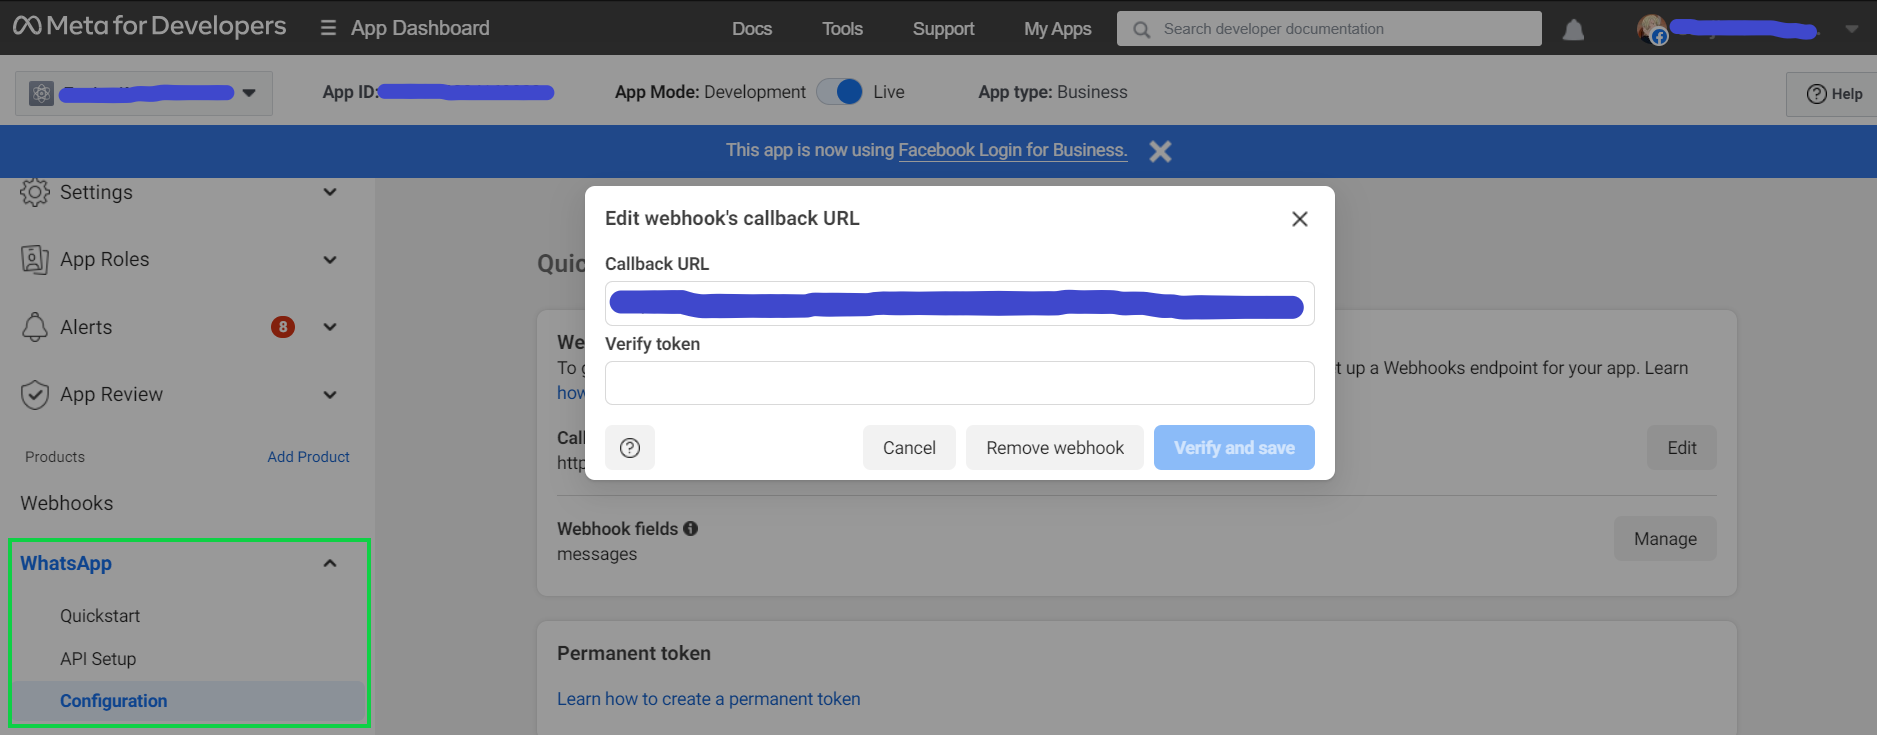 Meta for Developers
App Dashboard
Docs
Tools
Support
My Apps
Search developer documentation
App ID:
App Mode: Development
Live
App type: Business
Help
This app is now using Facebook Login for Business.
Settings
App Roles
Alerts
8
App Review
Products
Add Product
Webhooks
WhatsApp
Quickstart
API Setup
Configuration
Edit webhook's callback URL
Callback URL
Verify token
Cancel
Remove webhook
Verify and save
Quic
We
To g
t up a Webhooks endpoint for your app. Learn
how
Call
http
Edit
Webhook fields
messages
Manage
Permanent token
Learn how to create a permanent token